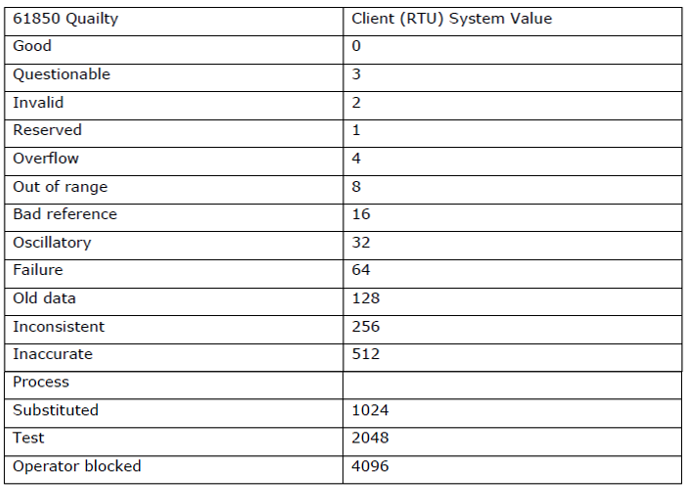 61850 Quailty Client (RTU) System Value
Good 0
Questionable 3
Invalid 2
Reserved 1
Overflow 4
Out of range 8
Bad reference 16
Oscillatory 32
Failure 64
Old data 128
Inconsistent 256
Inaccurate 512
Process
Substituted 1024
Test 2048
Operator blocked 4096